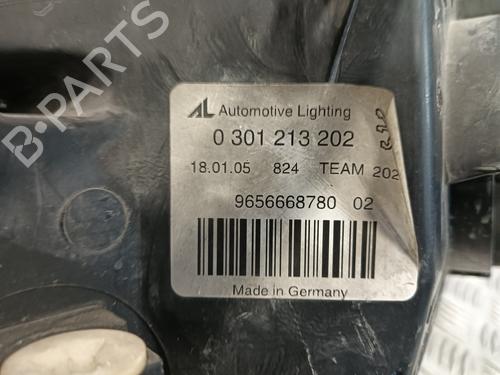 AL Automotive Lighting
0 301 213 202
18.01.05 824 TEAM 202
9656668780 02
Made in Germany
B-PARTS